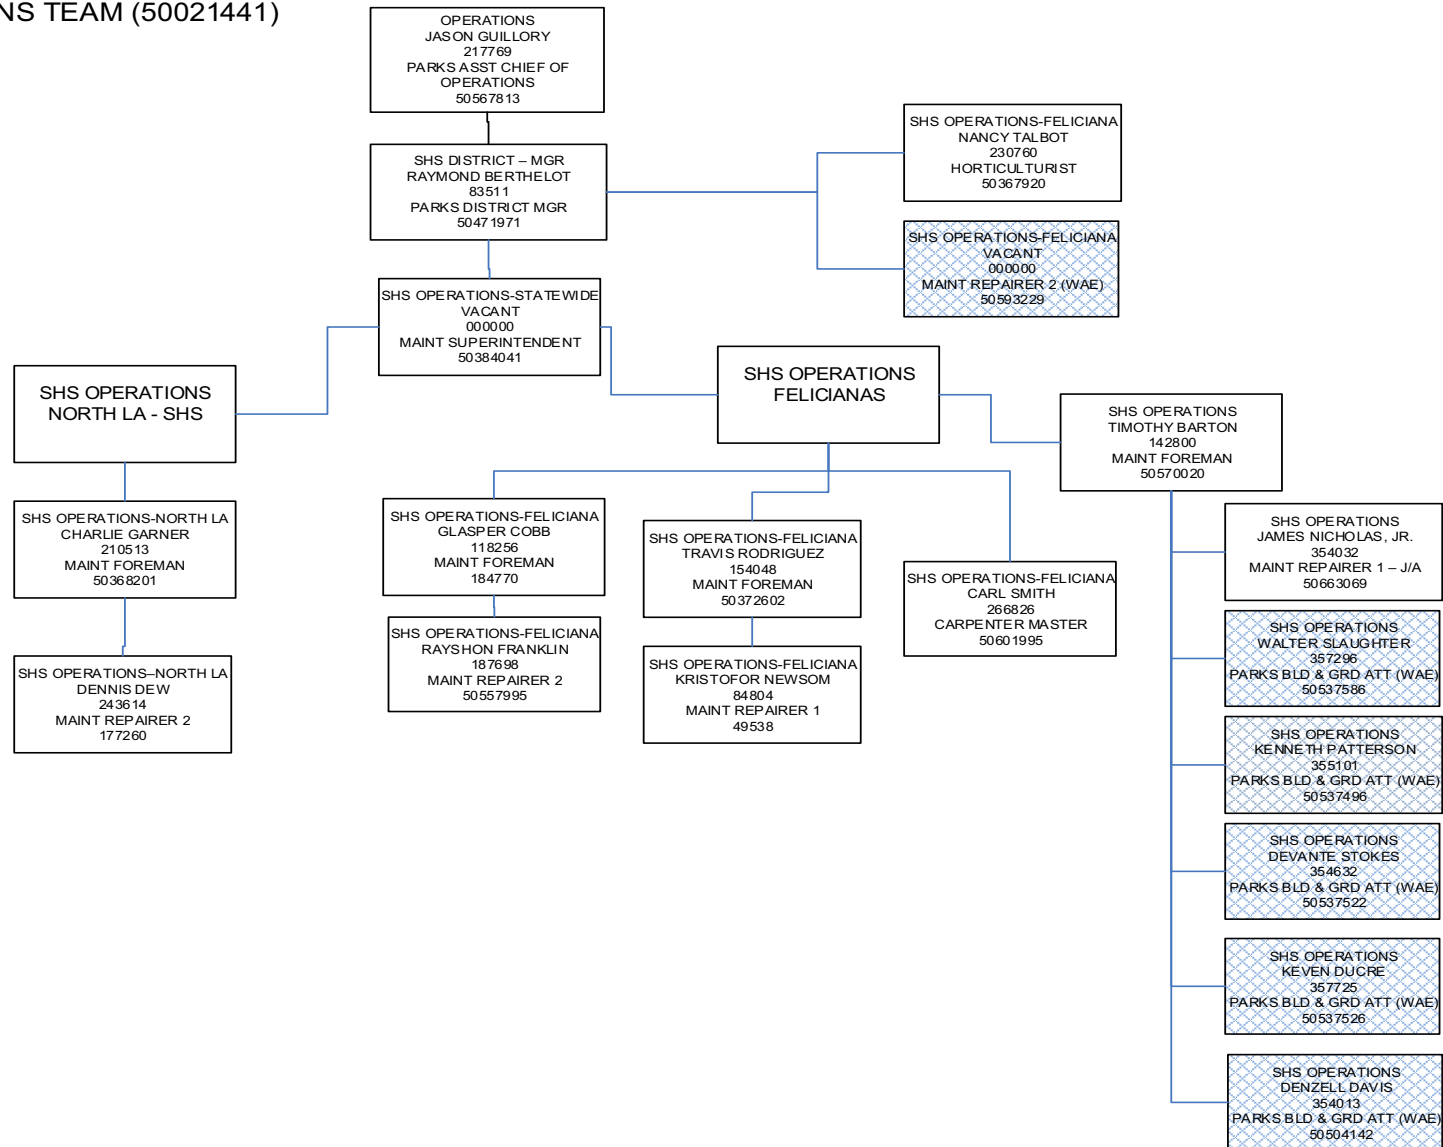 NS TEAM (50021441)
OPERATIONS
JASON GUILLORY
217769
PARKS ASST CHIEF OF
OPERATIONS
50567813
SHS DISTRICT – MGR
RAYMOND BERTHELOT
83511
PARKS DISTRICT MGR
50471971
SHS OPERATIONS-FELICIANA
NANCY TALBOT
230760
HORTICULTURIST
50367920
SHS OPERATIONS-FELICIANA
VACANT
000000
MAINT REPAIRER 2 (WAE)
50593229
SHS OPERATIONS-STATEWIDE
VACANT
000000
MAINT SUPERINTENDENT
50384041
SHS OPERATIONS
NORTH LA - SHS
SHS OPERATIONS
FELICIANAS
SHS OPERATIONS
TIMOTHY BARTON
142800
MAINT FOREMAN
50570020
SHS OPERATIONS-NORTH LA
CHARLIE GARNER
210513
MAINT FOREMAN
50368201
SHS OPERATIONS-FELICIANA
GLASPER COBB
118256
MAINT FOREMAN
184770
SHS OPERATIONS-FELICIANA
TRAVIS RODRIGUEZ
154048
MAINT FOREMAN
50372602
SHS OPERATIONS-FELICIANA
CARL SMITH
266826
CARPENTER MASTER
50601995
SHS OPERATIONS–NORTH LA
DENNIS DEW
243614
MAINT REPAIRER 2
177260
SHS OPERATIONS-FELICIANA
RAYSHON FRANKLIN
187698
MAINT REPAIRER 2
50557995
SHS OPERATIONS-FELICIANA
KRISTOFOR NEWSOM
84804
MAINT REPAIRER 1
49538
SHS OPERATIONS
JAMES NICHOLAS, JR.
354032
MAINT REPAIRER 1 – J/A
50663069
SHS OPERATIONS
WALTER SLAUGHTER
357296
PARKS BLD & GRD ATT (WAE)
50537586
SHS OPERATIONS
KENNETH PATTERSON
355101
PARKS BLD & GRD ATT (WAE)
50537496
SHS OPERATIONS
DEVANTE STOKES
354632
PARKS BLD & GRD ATT (WAE)
50537522
SHS OPERATIONS
KEVEN DUCRE
357725
PARKS BLD & GRD ATT (WAE)
50537526
SHS OPERATIONS
DENZELL DAVIS
354013
PARKS BLD & GRD ATT (WAE)
50504142